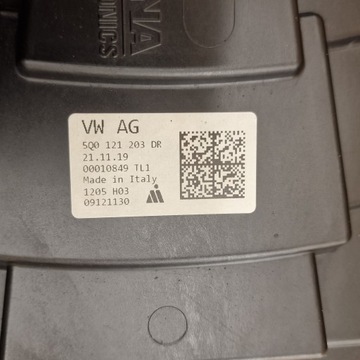 VW AG
5Q0 121 203 DR
21.11.19
00010849 TL1
Made in Italy
1205 H03
09121130